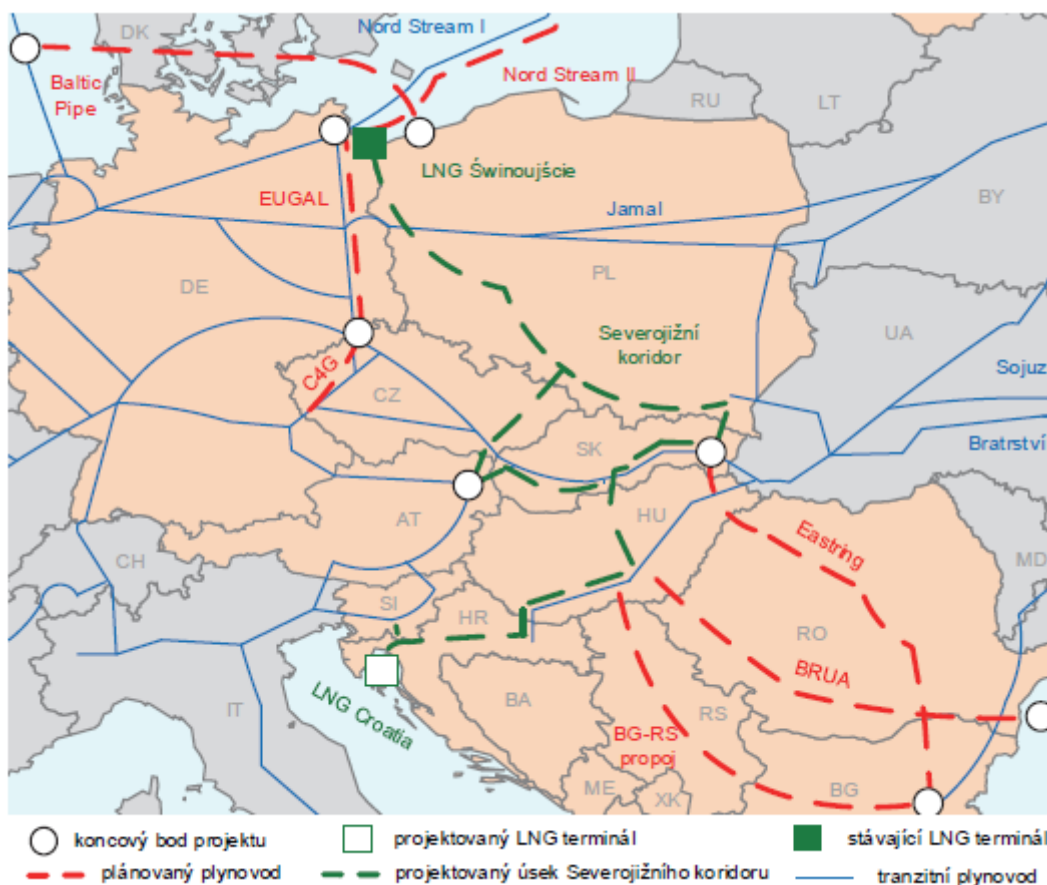 DK
Nord Stream I
Baltic
Pipe
Nord Stream II
RU
LT
LNG Świnoujście
EUGAL
Jamal
BY
DE
PL
Severojižní
koridor
UA
C4G
CZ
Sojuz
SK
Bratrství
AT
HU
Eastring
CH
MD
SI
HR
RO
BRUA
LNG Croatia
IT
BA
RS
BG-RS
propoj
ME
XK
BG
koncový bod projektu
projektovaný LNG terminál
stávající LNG terminál
plánovaný plynovod
projektovaný úsek Severojižního koridoru
tranzitní plynovod